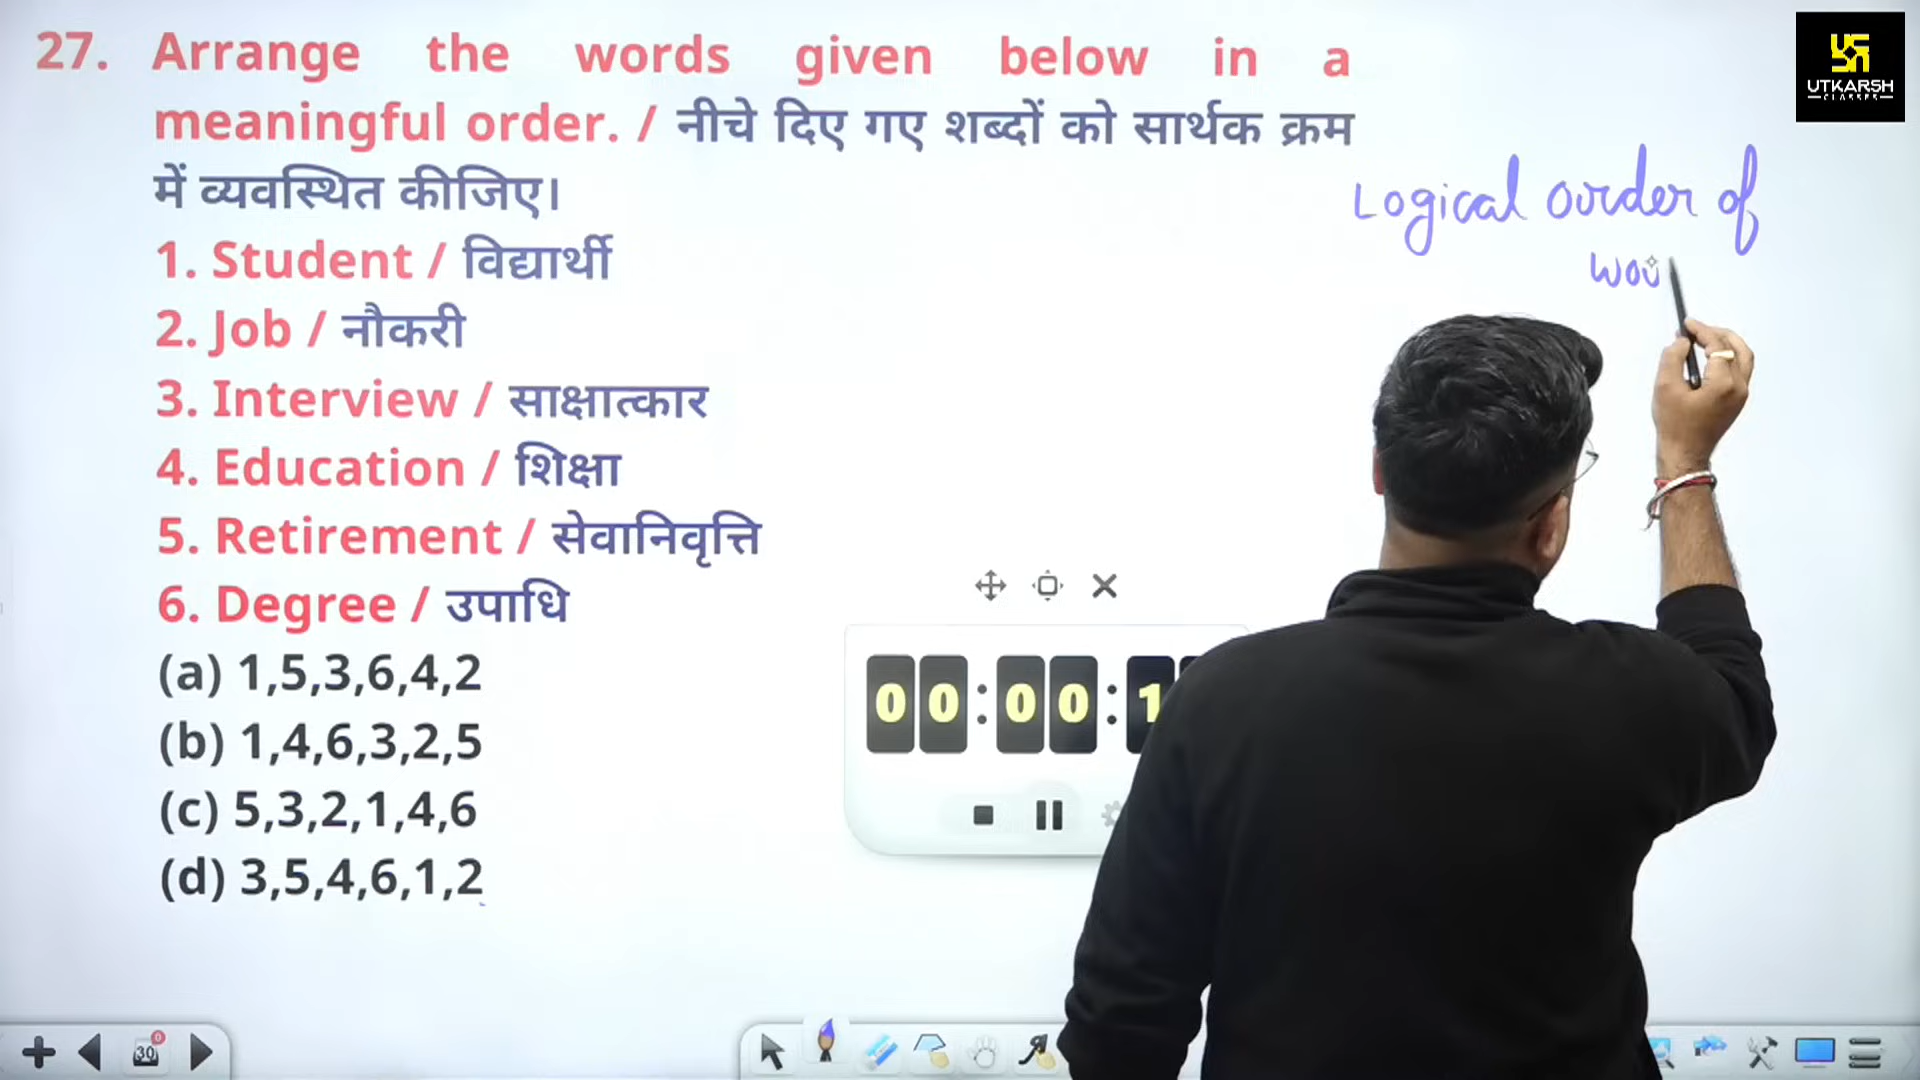 27. Arrange the words given below in a
meaningful order. / नीचे दिए गए शब्दों को सार्थक क्रम
में व्यवस्थित कीजिए।
1. Student / विद्यार्थी
2. Job / नौकरी
3. Interview / साक्षात्कार
4. Education / शिक्षा
5. Retirement / सेवानिवृत्ति
6. Degree / उपाधि
(a) 1,5,3,6,4,2
(b) 1,4,6,3,2,5
(c) 5,3,2,1,4,6
(d) 3,5,4,6,1,2
Logical order of
UTKARSH
CLASSES
00:00:1
30
0